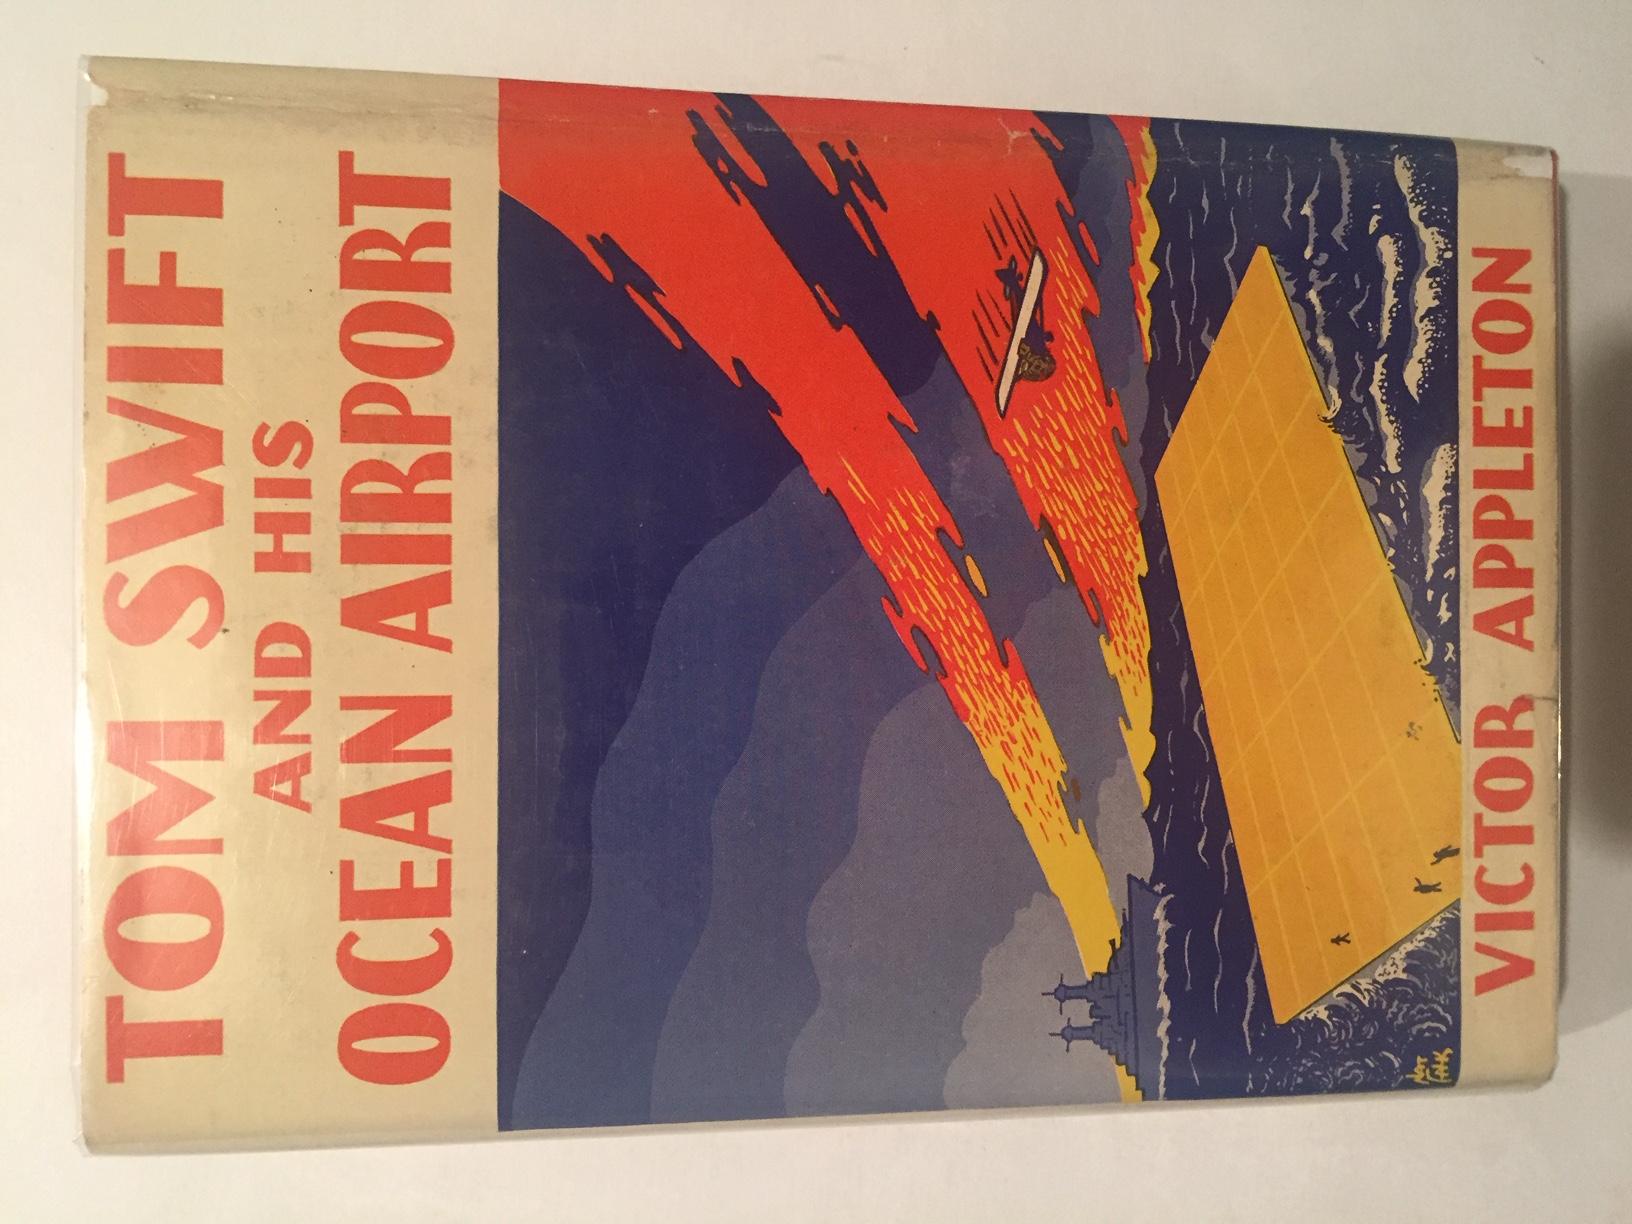 TOM SWIFT
AND HIS
OCEAN AIRPORT
VICTOR APPLETON